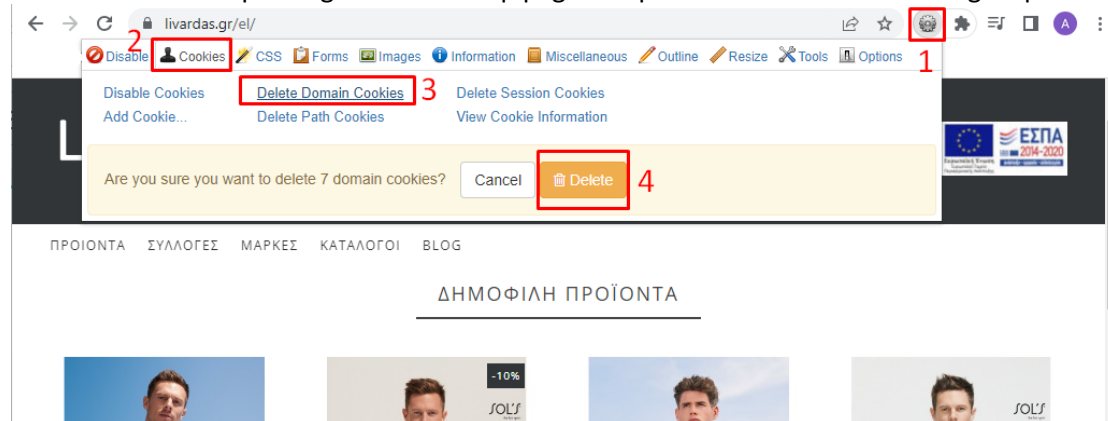 livardas.gr/el/
A
1
2
Disable Cookies CSS Forms Images Information Miscellaneous Outline Resize Tools Options
Disable Cookies Delete Domain Cookies 3 Delete Session Cookies
Add Cookie... Delete Path Cookies View Cookie Information
L
ΕΣΠΑ
2014-2020
Are you sure you want to delete 7 domain cookies? Cancel Delete 4
ΠΡΟΙΟΝΤΑ ΣΥΛΛΟΓΕΣ ΜΑΡΚΕΣ ΚΑΤΑΛΟΓΟΙ BLOG
ΔΗΜΟΦΙΛΗ ΠΡΟΪΟΝΤΑ
-10%
SOL'S
SOL'S